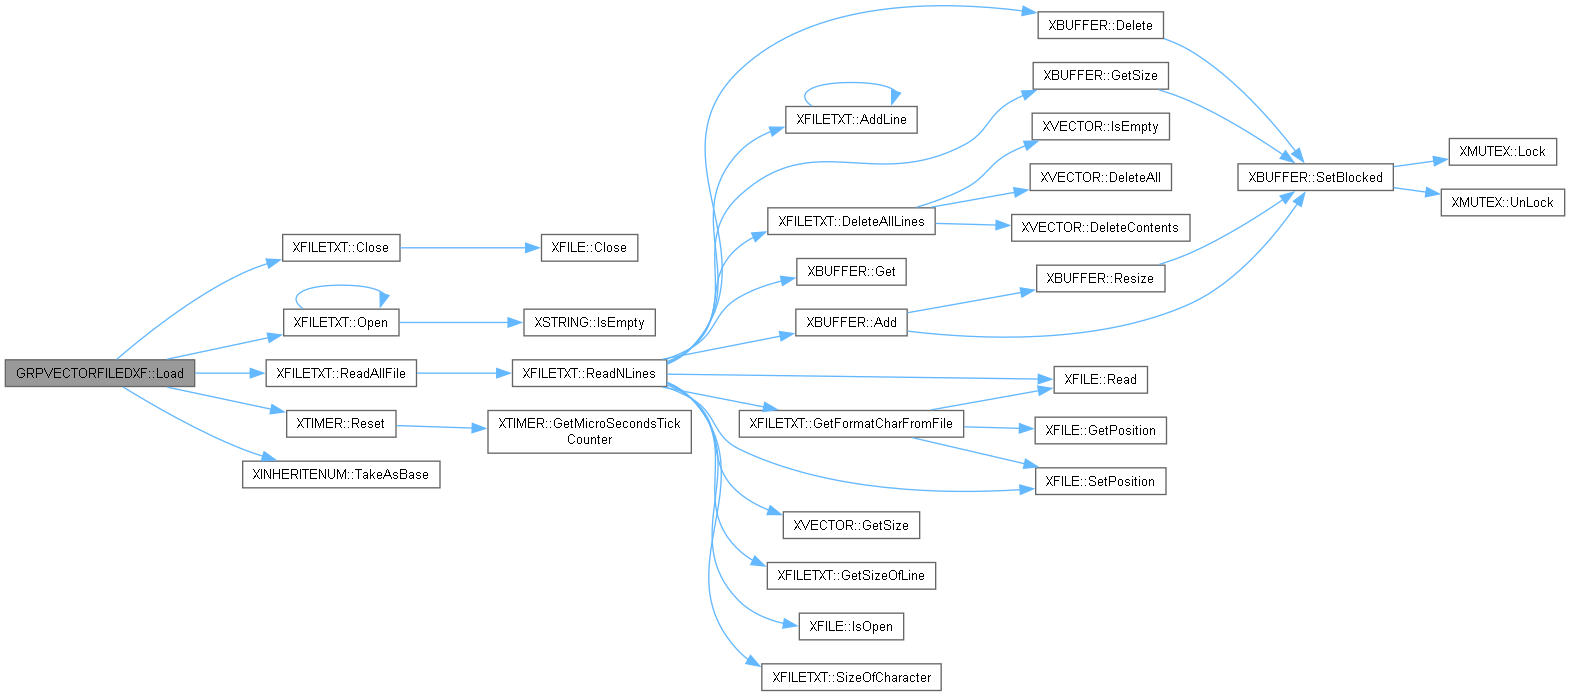 GRPVECTORFILEDXF::Load
XFILETXT::Close
XFILE::Close
XFILETXT::Open
XSTRING::IsEmpty
XFILETXT::ReadAllFile
XFILETXT::ReadNLines
XTIMER::Reset
XTIMER::GetMicroSecondsTick
Counter
XINHERITENUM::TakeAsBase
XBUFFER::Delete
XBUFFER::GetSize
XFILETXT::AddLine
XVECTOR::IsEmpty
XVECTOR::DeleteAll
XFILETXT::DeleteAllLines
XVECTOR::DeleteContents
XBUFFER::Get
XBUFFER::Resize
XBUFFER::Add
XBUFFER::SetBlocked
XMUTEX::Lock
XMUTEX::UnLock
XFILE::Read
XFILETXT::GetFormatCharFromFile
XFILE::GetPosition
XFILE::SetPosition
XVECTOR::GetSize
XFILETXT::GetSizeOfLine
XFILE::IsOpen
XFILETXT::SizeOfCharacter